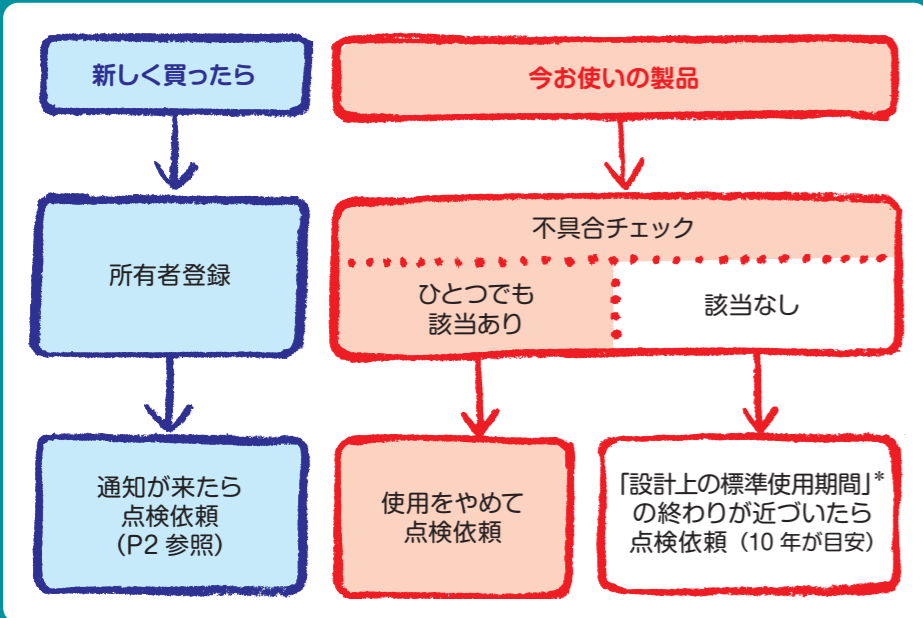 新しく買ったら
所有者登録
通知が来たら
点検依頼
(P2 参照)
今お使いの製品
不具合チェック
ひとつでも
該当あり
該当なし
使用をやめて
点検依頼
「設計上の標準使用期間」*
の終わりが近づいたら
点検依頼（10 年が目安）